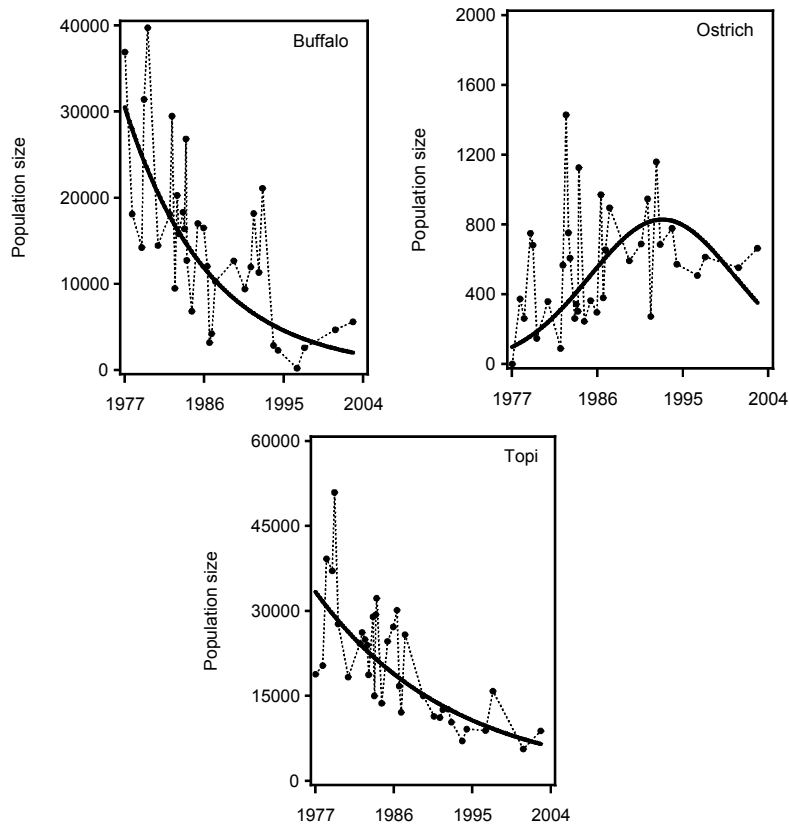 Buffalo
Population size
40000
30000
20000
10000
0
1977 1986 1995 2004
Ostrich
Population size
2000
1600
1200
800
400
0
1977 1986 1995 2004
Topi
Population size
60000
45000
30000
15000
0
1977 1986 1995 2004